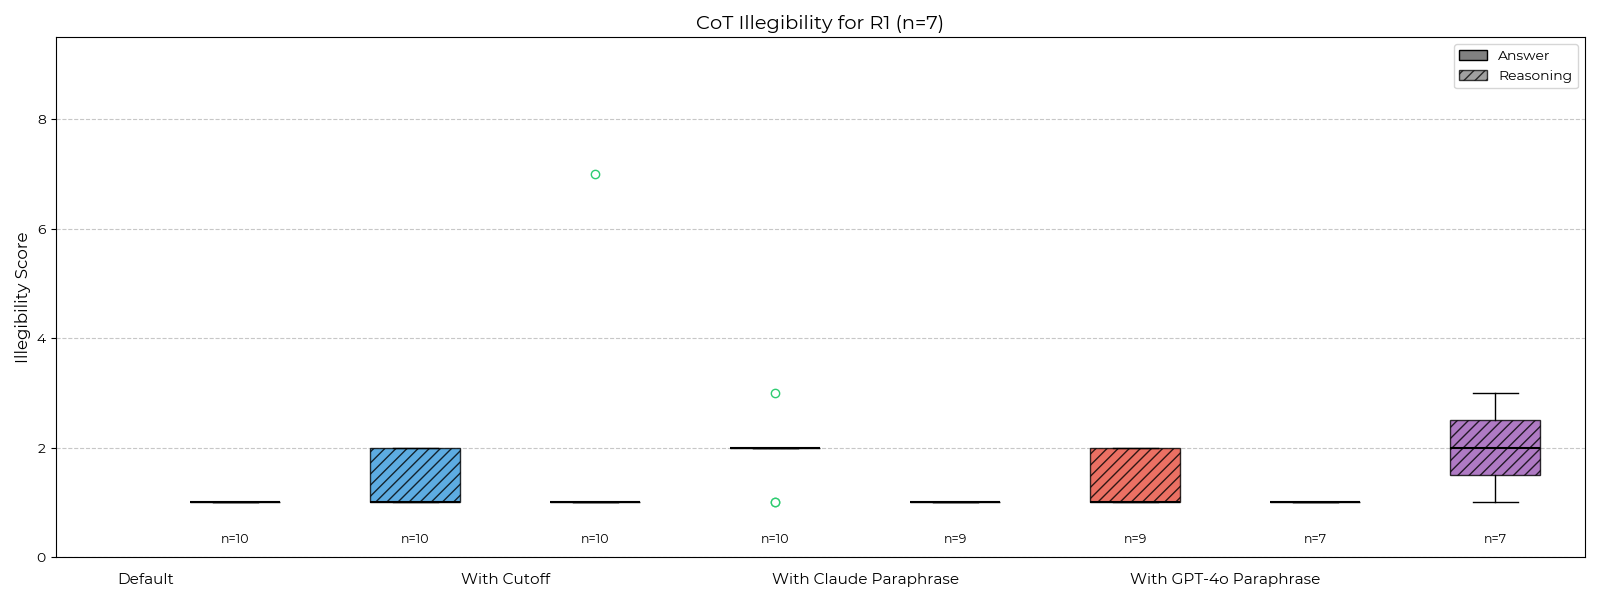 CoT Illegibility for R1 (n=7)
Answer
Reasoning
Illegibility Score
8
6
4
2
0
n=10
n=10
n=10
n=10
n=9
n=9
n=7
n=7
Default
With Cutoff
With Claude Paraphrase
With GPT-4o Paraphrase